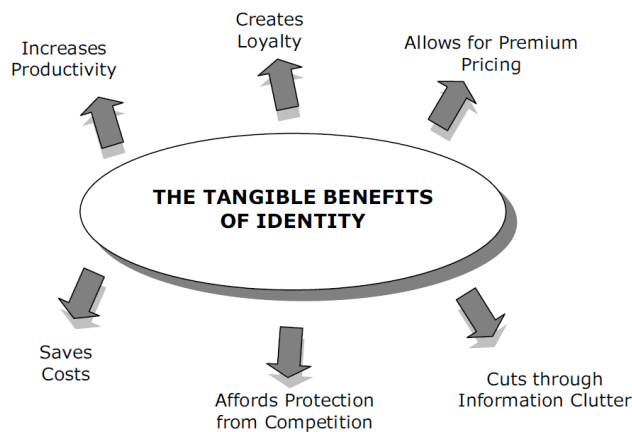 Creates
Loyalty
Increases
Productivity
Allows for Premium
Pricing
THE TANGIBLE BENEFITS
OF IDENTITY
Saves
Costs
Affords Protection
from Competition
Cuts through
Information Clutter